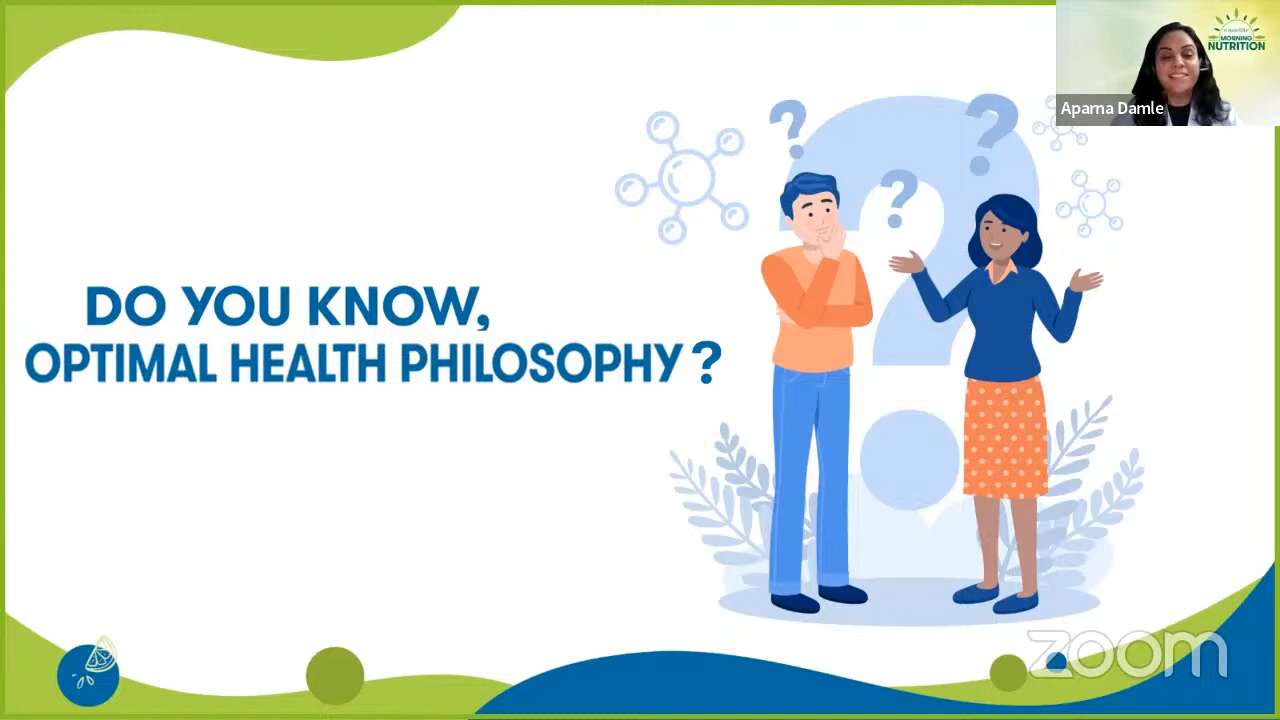 MORNING
NUTRITION
Aparna Damle
DO YOU KNOW,
OPTIMAL HEALTH PHILOSOPHY?
zoom